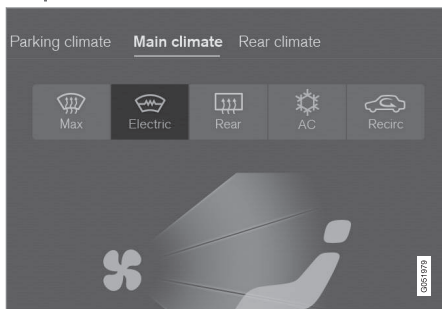 Parking climate Main climate Rear climate
Max Electric Rear AC Recirc
G051979